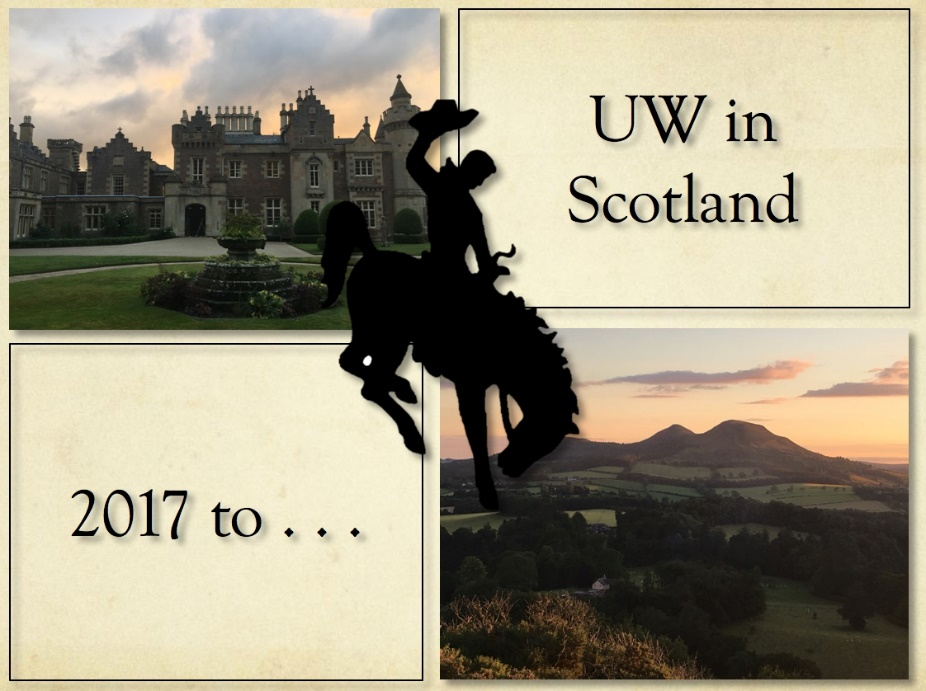 UW in
Scotland
2017 to . . .